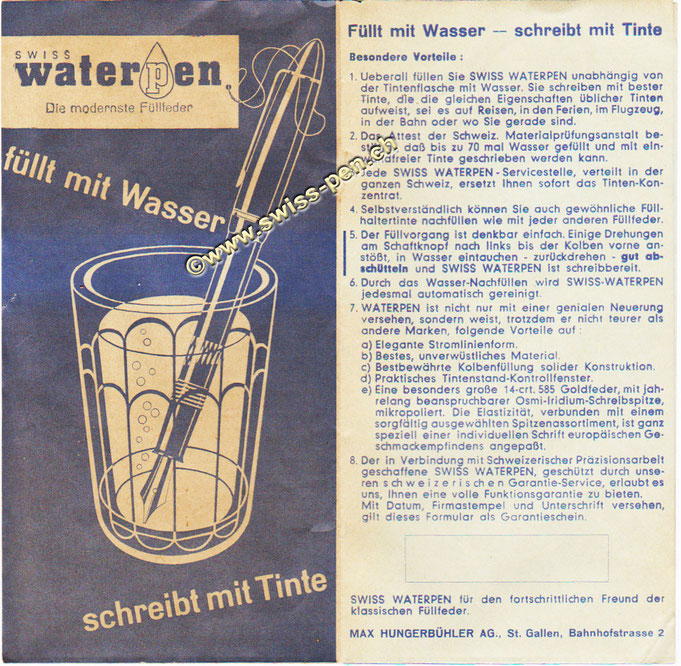 SWISS
waterpen
Die modernste Füllfeder
füllt mit Wasser
schreibt mit Tinte
©www.swiss-pen.ch
Füllt mit Wasser — schreibt mit Tinte
Besondere Vorteile :
1. Ueberall füllen Sie SWISS WATERPEN unabhängig von
der Tintenflasche mit Wasser. Sie schreiben mit bester
Tinte, die die gleichen Eigenschaften üblicher Tinten
aufweist, sei es auf Reisen, in den Ferien, im Flugzeug,
in der Bahn oder wo Sie gerade sind.
2. Das Attest der Schweiz. Materialprüfungsanstalt be-
daß bis zu 70 mal Wasser gefüllt und mit ein-
freier Tinte geschrieben werden kann.
Jede SWISS WATERPEN - Servicestelle, verteilt in der
ganzen Schweiz, ersetzt Ihnen sofort das Tinten-Kon-
zentrat.
4. Selbstverständlich können Sie auch gewöhnliche Füll-
haltertinte nachfüllen wie mit jeder anderen Füllfeder.
5. Der Füllvorgang ist denkbar einfach. Einige Drehungen
am Schaftknopf nach links bis der Kolben vorne an-
stößt, in Wasser eintauchen - zurückdrehen - gut ab-
schütteln und SWISS WATERPEN ist schreibbereit.
6. Durch das Wasser-Nachfüllen wird SWISS-WATERPEN
jedesmal automatisch gereinigt.
7. WATERPEN ist nicht nur mit einer genialen Neuerung
versehen, sondern weist, trotzdem er nicht teurer als
andere Marken, folgende Vorteile auf :
a) Elegante Stromlinienform.
b) Bestes, unverwüstliches Material.
c) Bestbewährte Kolbenfüllung solider Konstruktion.
d) Praktisches Tintenstand-Kontrollfenster.
e) Eine besonders große 14-crt. 585 Goldfeder, mit jah-
relang beanspruchbarer Osmi-Iridium-Schreibspitze,
mikropoliert. Die Elastizität, verbunden mit einem
sorgfältig ausgewählten Spitzenassortiment, ist ganz
speziell einer individuellen Schrift europäischen Ge-
schmackempfindens angepaßt.
8. Der in Verbindung mit Schweizerischer Präzisionsarbeit
geschaffene SWISS WATERPEN, geschützt durch unse-
ren schweizerischen Garantie-Service, erlaubt es
uns, Ihnen eine volle Funktionsgarantie zu bieten.
Mit Datum, Firmastempel und Unterschrift versehen,
gilt dieses Formular als Garantieschein.
SWISS WATERPEN für den fortschrittlichen Freund der
klassischen Füllfeder.
MAX HUNGERBÜHLER AG., St. Gallen, Bahnhofstrasse 2